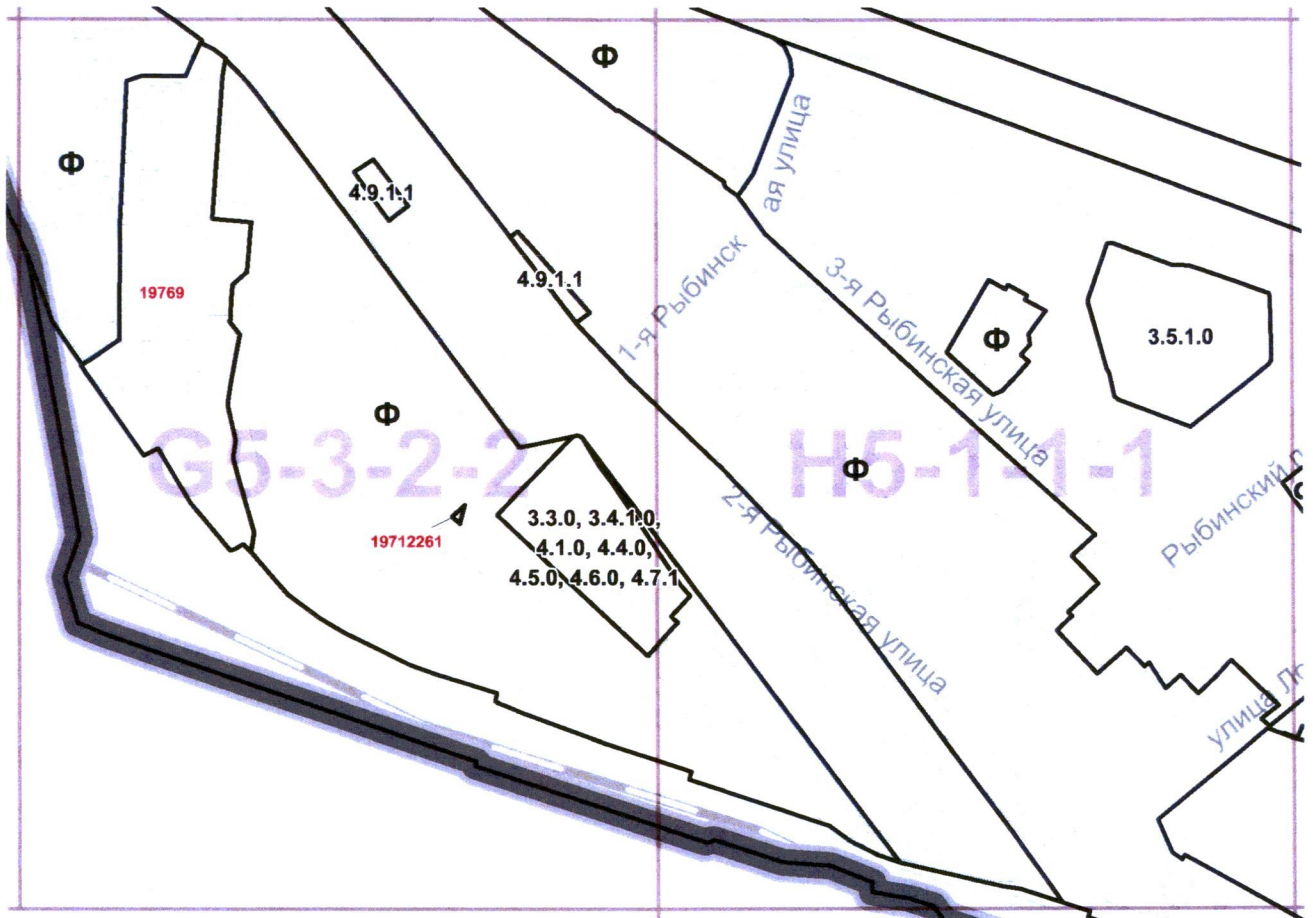 Ф
Ф
ая улица
4.9.1.1
4.9.1.1
19769
1-я Рыбинск
3-я Рыбинская улица
Ф
3.5.1.0
Ф
G5-3-2-2
H5-1-1-1
Ф
2-я Рыбинская улица
Рыбинский
19712261
3.3.0, 3.4.1.0,
4.1.0, 4.4.0,
4.5.0, 4.6.0, 4.7.1
улица